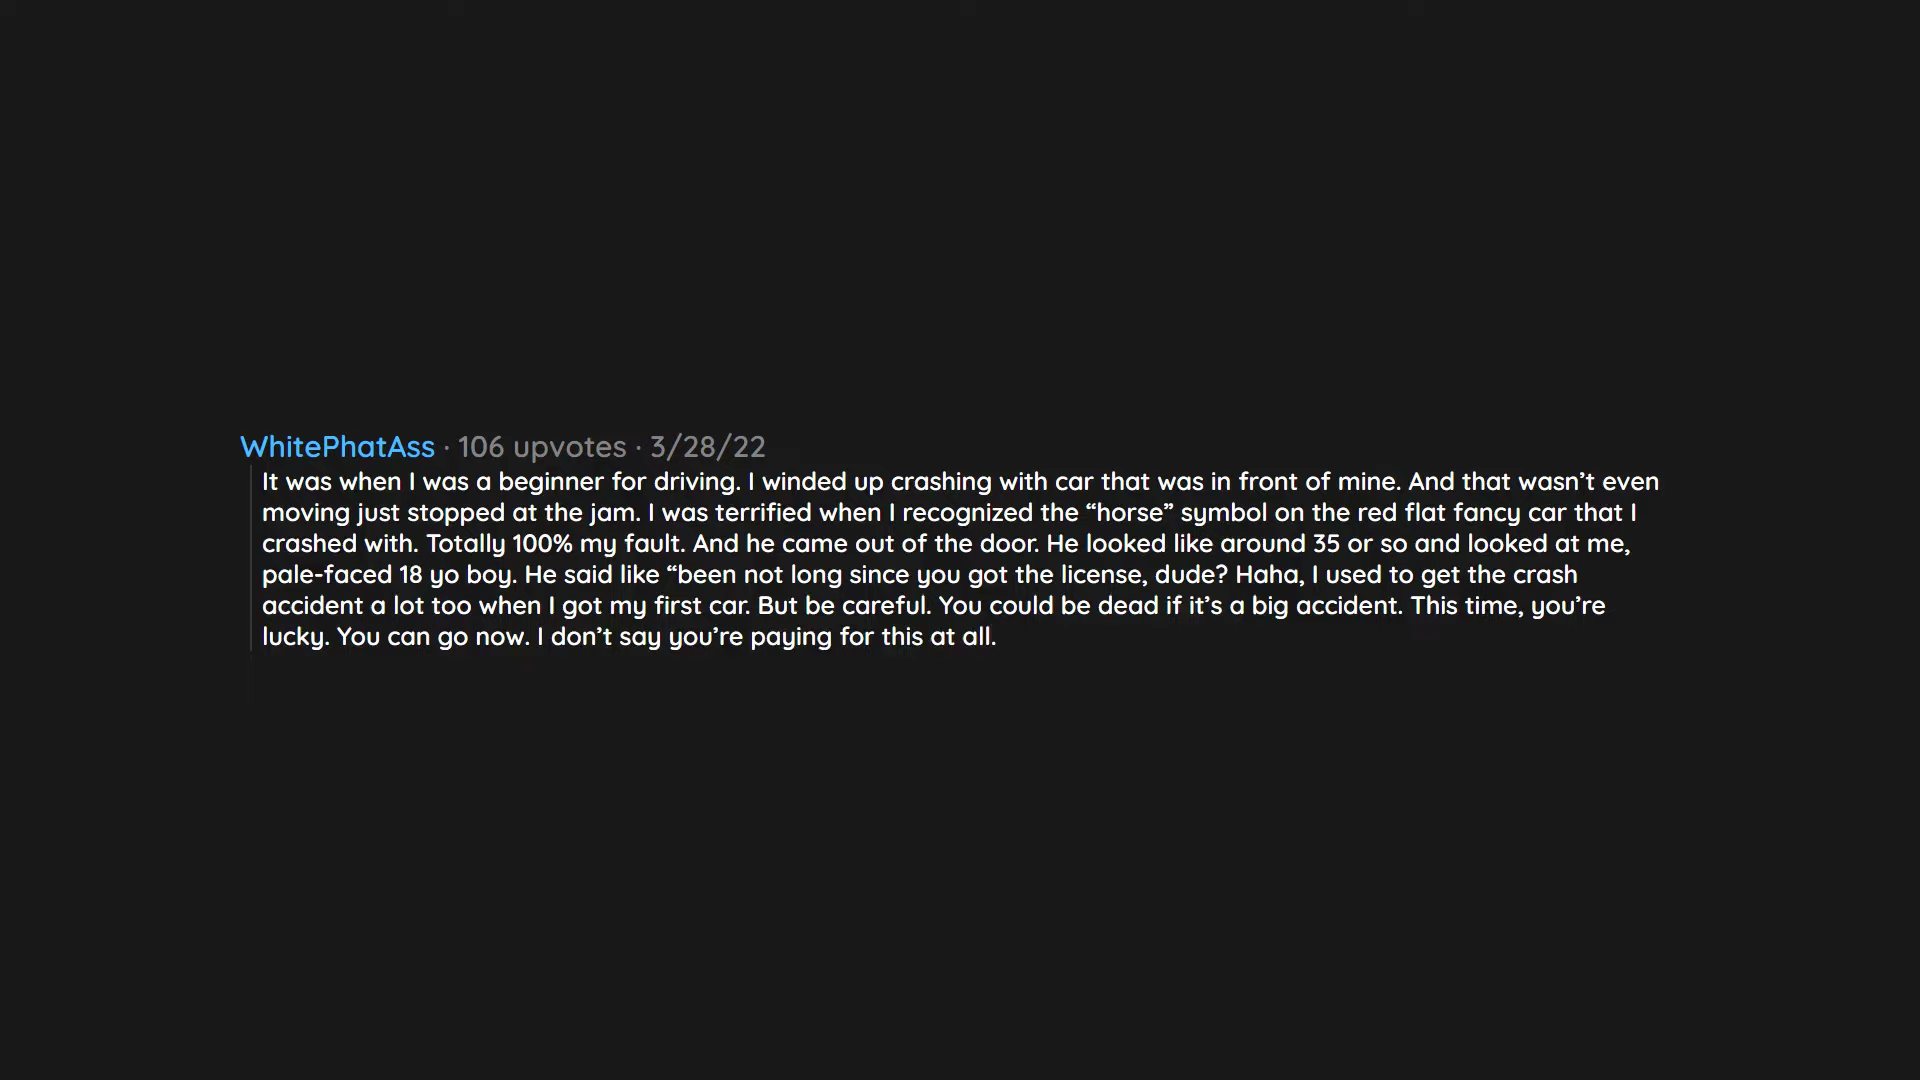 WhitePhatAss · 106 upvotes · 3/28/22
It was when I was a beginner for driving. I winded up crashing with car that was in front of mine. And that wasn’t even
moving just stopped at the jam. I was terrified when I recognized the “horse” symbol on the red flat fancy car that I
crashed with. Totally 100% my fault. And he came out of the door. He looked like around 35 or so and looked at me,
pale-faced 18 yo boy. He said like “been not long since you got the license, dude? Haha, I used to get the crash
accident a lot too when I got my first car. But be careful. You could be dead if it’s a big accident. This time, you’re
lucky. You can go now. I don’t say you’re paying for this at all.